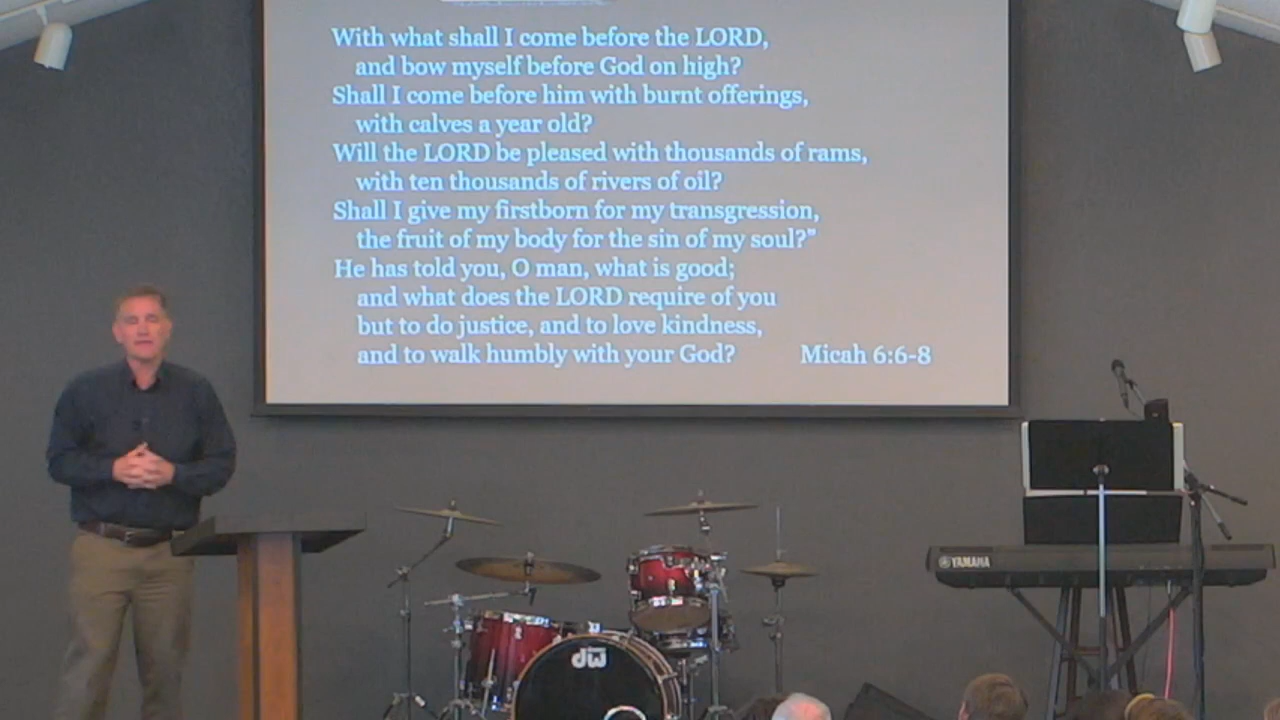 With what shall I come before the LORD,
and bow myself before God on high?
Shall I come before him with burnt offerings,
with calves a year old?
Will the LORD be pleased with thousands of rams,
with ten thousands of rivers of oil?
Shall I give my firstborn for my transgression,
the fruit of my body for the sin of my soul?"
He has told you, O man, what is good;
and what does the LORD require of you
but to do justice, and to love kindness,
and to walk humbly with your God? Micah 6:6-8
YAMAHA
dw